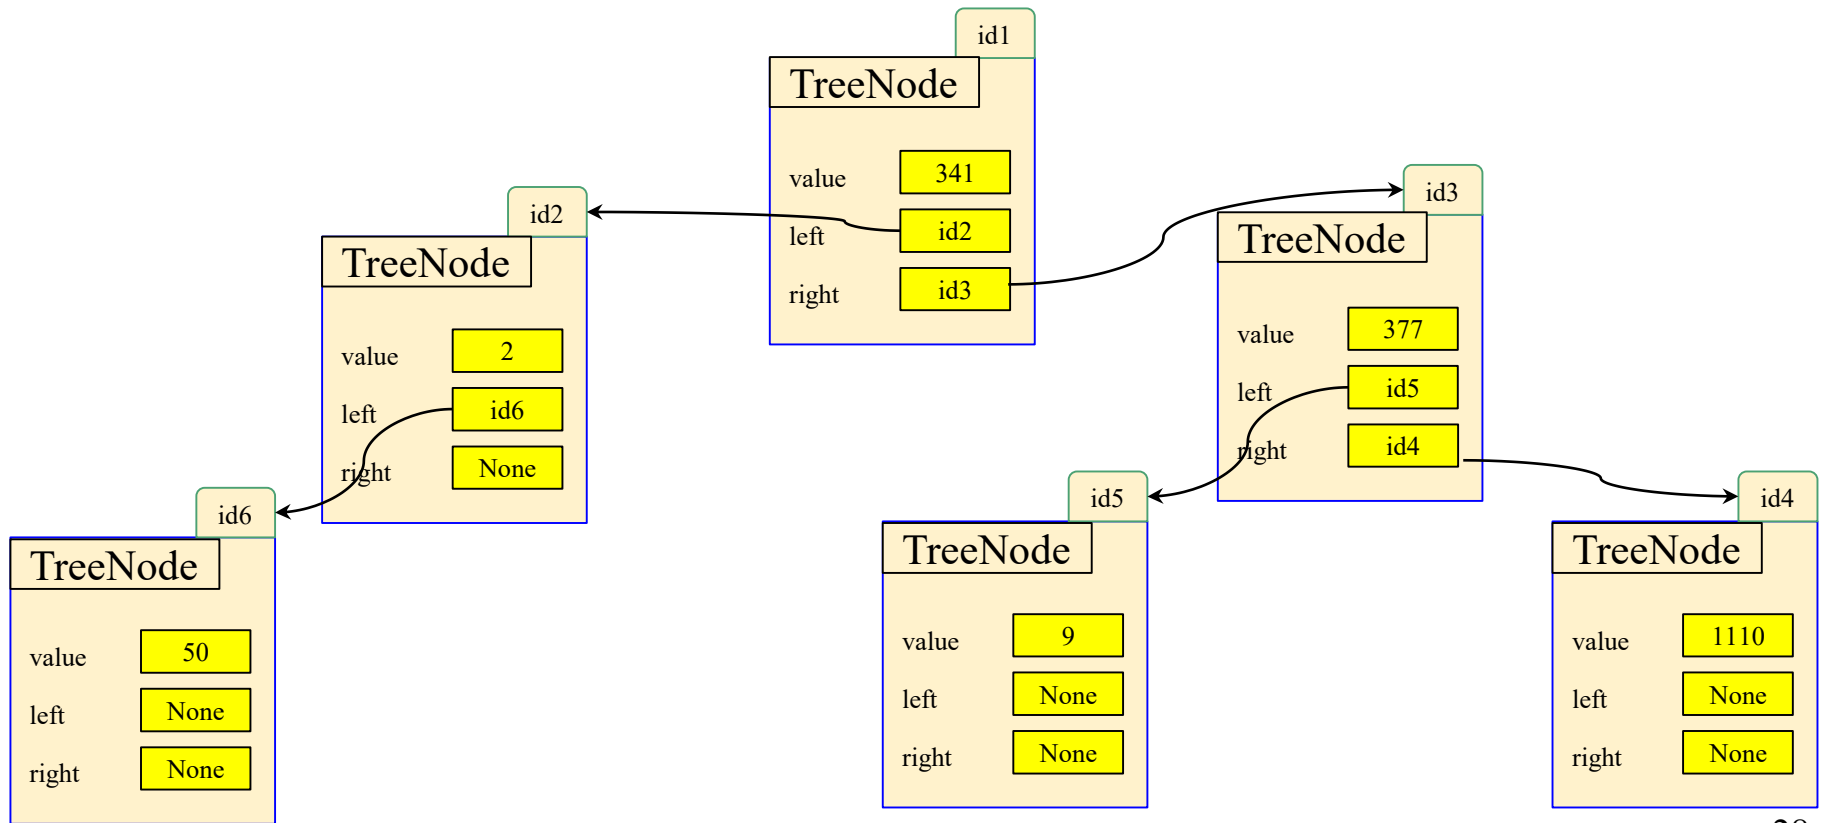 id1
TreeNode
value 341
left id2
right id3
id2
TreeNode
value 2
left id6
right None
id3
TreeNode
value 377
left id5
right id4
id6
TreeNode
value 50
left None
right None
id5
TreeNode
value 9
left None
right None
id4
TreeNode
value 1110
left None
right None